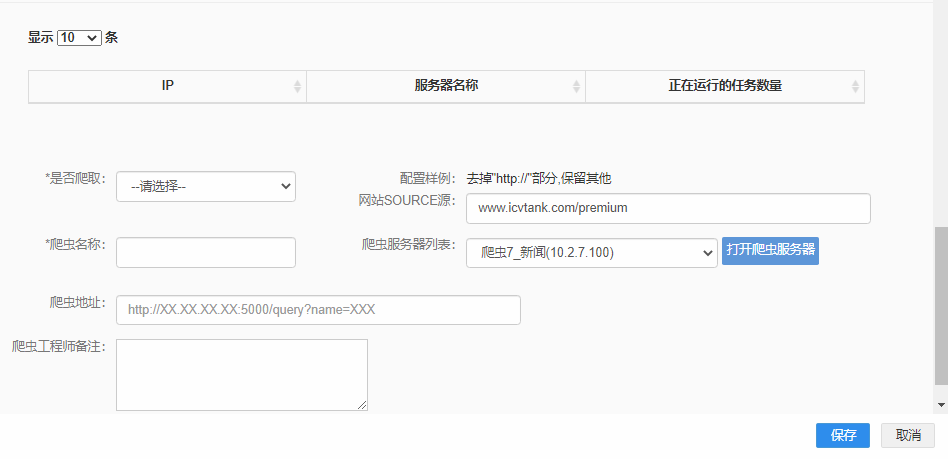 显示 10 条
IP 服务器名称 正在运行的任务数量
*是否爬取: --请选择-- 配置样例: 去掉"http://"部分,保留其他
网站SOURCE源: www.icvtank.com/premium
*爬虫名称: 爬虫服务器列表: 爬虫7_新闻(10.2.7.100) 打开爬虫服务器
爬虫地址: http://XX.XX.XX.XX:5000/query?name=XXX
爬虫工程师备注:
保存 取消